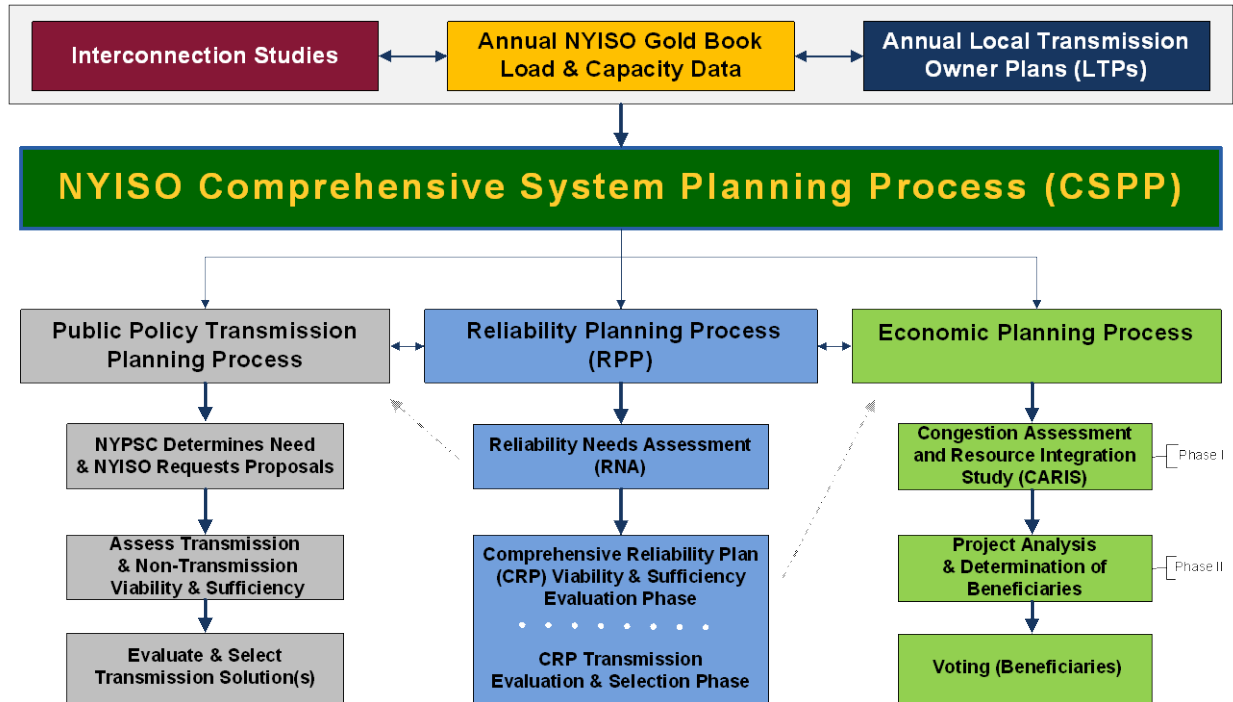 Interconnection Studies
Annual NYISO Gold Book
Load & Capacity Data
Annual Local Transmission
Owner Plans (LTPs)
NYISO Comprehensive System Planning Process (CSPP)
Public Policy Transmission
Planning Process
Reliability Planning Process
(RPP)
Economic Planning Process
NYPSC Determines Need
& NYISO Requests Proposals
Reliability Needs Assessment
(RNA)
Congestion Assessment
and Resource Integration
Study (CARIS)
Phase I
Assess Transmission
& Non-Transmission
Viability & Sufficiency
Comprehensive Reliability Plan
(CRP) Viability & Sufficiency
Evaluation Phase
Project Analysis
& Determination of
Beneficiaries
Phase II
Evaluate & Select
Transmission Solution(s)
CRP Transmission
Evaluation & Selection Phase
Voting (Beneficiaries)